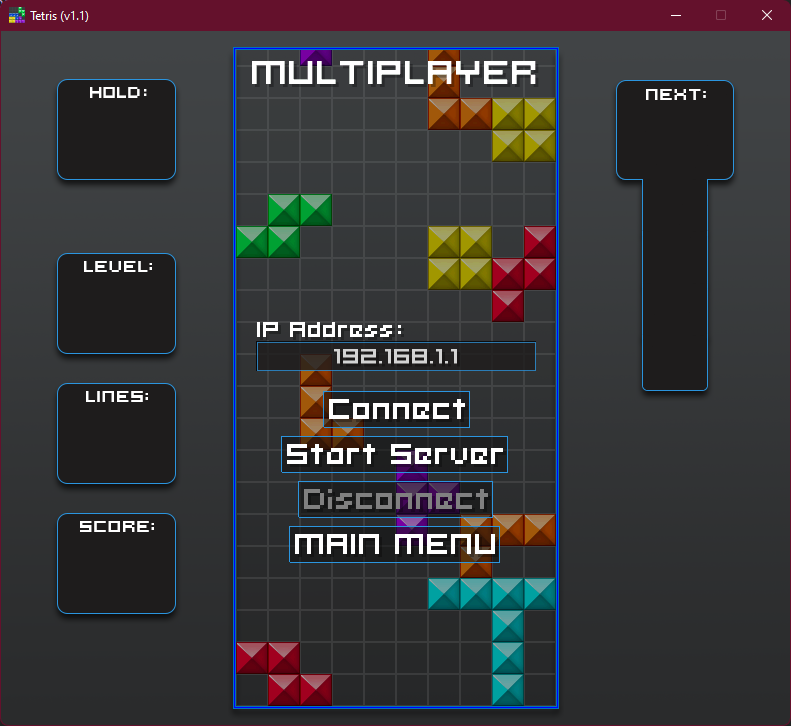 Tetris (v1.1)
MULTIPLAYER
HOLD:
NEXT:
LEVEL:
IP Address:
192.168.1.1
LINES:
Connect
Start Server
Disconnect
SCORE:
MAIN MENU